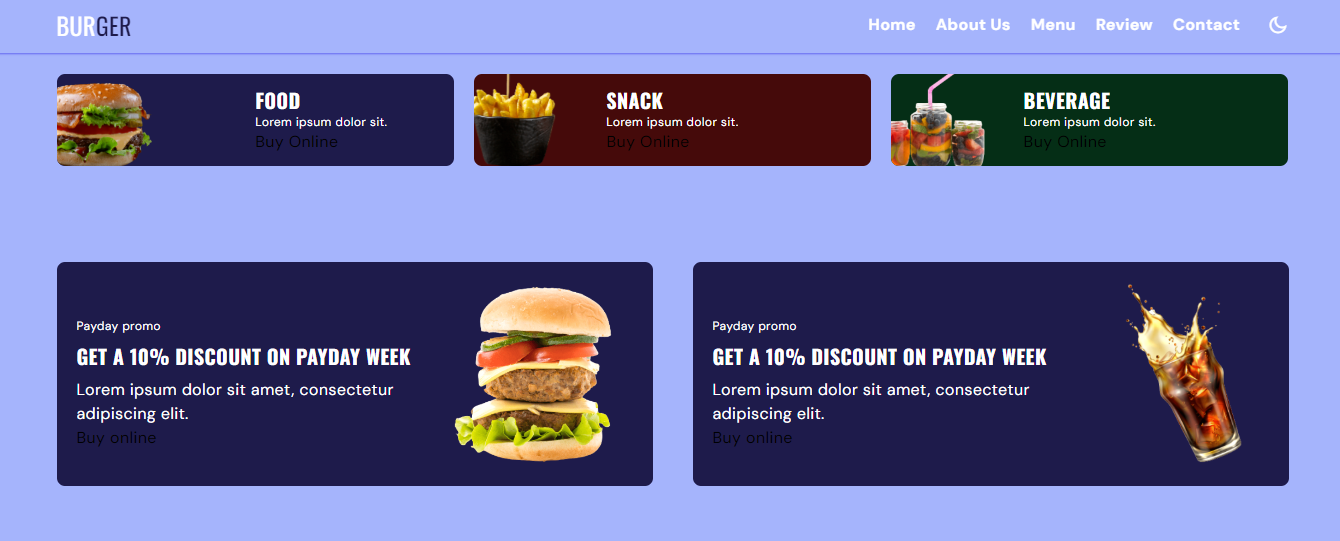 BURGER
Home About Us Menu Review Contact
FOOD
Lorem ipsum dolor sit.
Buy Online
SNACK
Lorem ipsum dolor sit.
Buy Online
BEVERAGE
Lorem ipsum dolor sit.
Buy Online
Payday promo
GET A 10% DISCOUNT ON PAYDAY WEEK
Lorem ipsum dolor sit amet, consectetur
adipiscing elit.
Buy online
Payday promo
GET A 10% DISCOUNT ON PAYDAY WEEK
Lorem ipsum dolor sit amet, consectetur
adipiscing elit.
Buy online